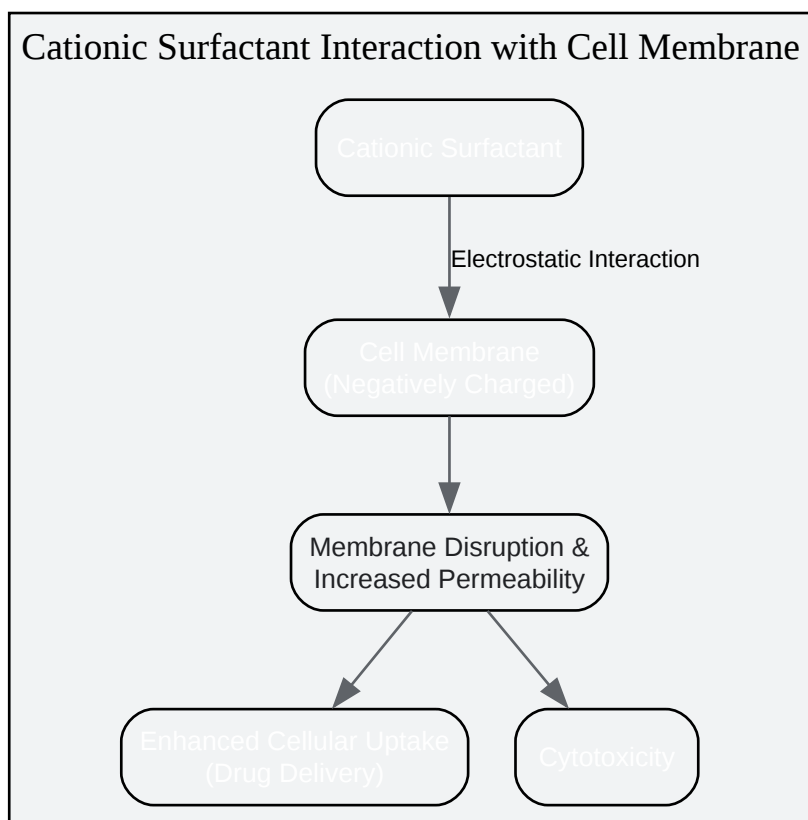 Cationic Surfactant Interaction with Cell Membrane
Cationic Surfactant
Electrostatic Interaction
Cell Membrane
(Negatively Charged)
Membrane Disruption &
Increased Permeability
Enhanced Cellular Uptake
(Drug Delivery)
Cytotoxicity